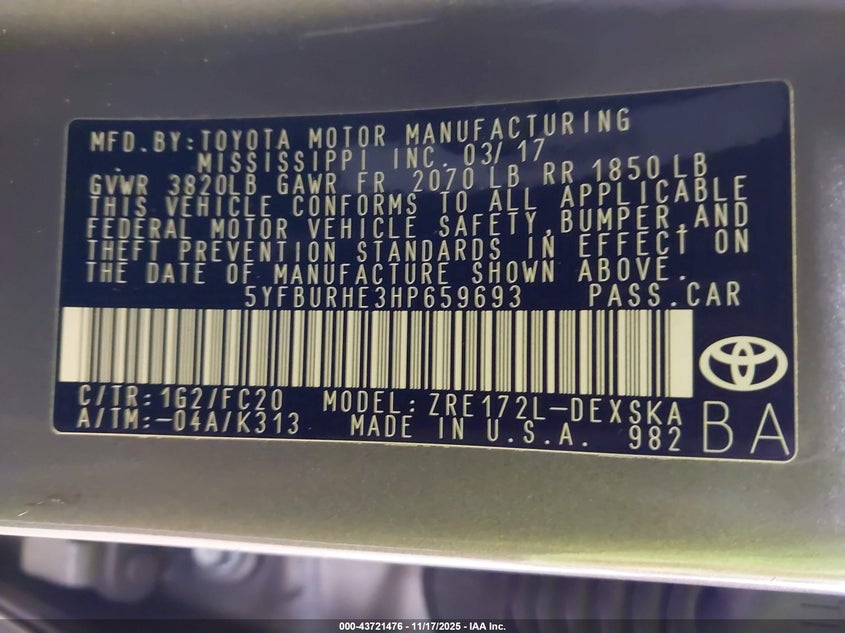 MFD.BY:TOYOTA MOTOR MANUFACTURING
MISSISSIPPI INC. 03/17
GVWR 3820LB GAWR FR 2070 LB RR 1850 LB
THIS VEHICLE CONFORMS TO ALL APPLICABLE
FEDERAL MOTOR VEHICLE SAFETY,BUMPER,AND
THEFT PREVENTION STANDARDS IN EFFECT ON
THE DATE OF MANUFACTURE SHOWN ABOVE.
5YFBURHE3HP659693 PASS.CAR
C/TR:1G2/FC20 MODEL:ZRE172L-DEXSKA
A/TM:-04A/K313 MADE IN U.S.A. 982 BA
000-43721476 - 11/17/2025 - IAA Inc.